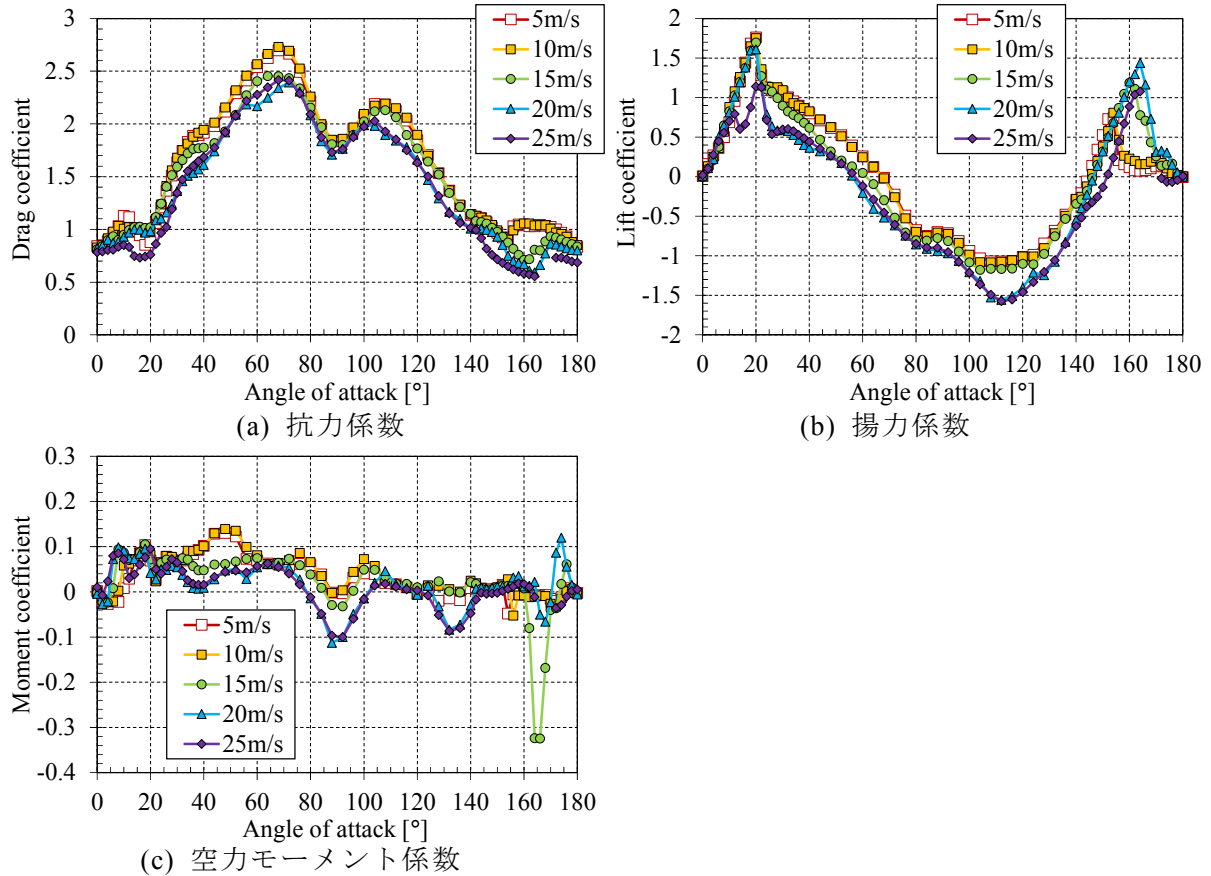 3
2.5
2
1.5
1
0.5
0
Drag coefficient
5m/s
10m/s
15m/s
20m/s
25m/s
0 20 40 60 80 100 120 140 160 180
Angle of attack [°]
(a) 抗力係数
2
1.5
1
0.5
0
-0.5
-1
-1.5
-2
Lift coefficient
5m/s
10m/s
15m/s
20m/s
25m/s
0 20 40 60 80 100 120 140 160 180
Angle of attack [°]
(b) 揚力係数
0.3
0.2
0.1
0
-0.1
-0.2
-0.3
-0.4
Moment coefficient
5m/s
10m/s
15m/s
20m/s
25m/s
0 20 40 60 80 100 120 140 160 180
Angle of attack [°]
(c) 空力モーメント係数